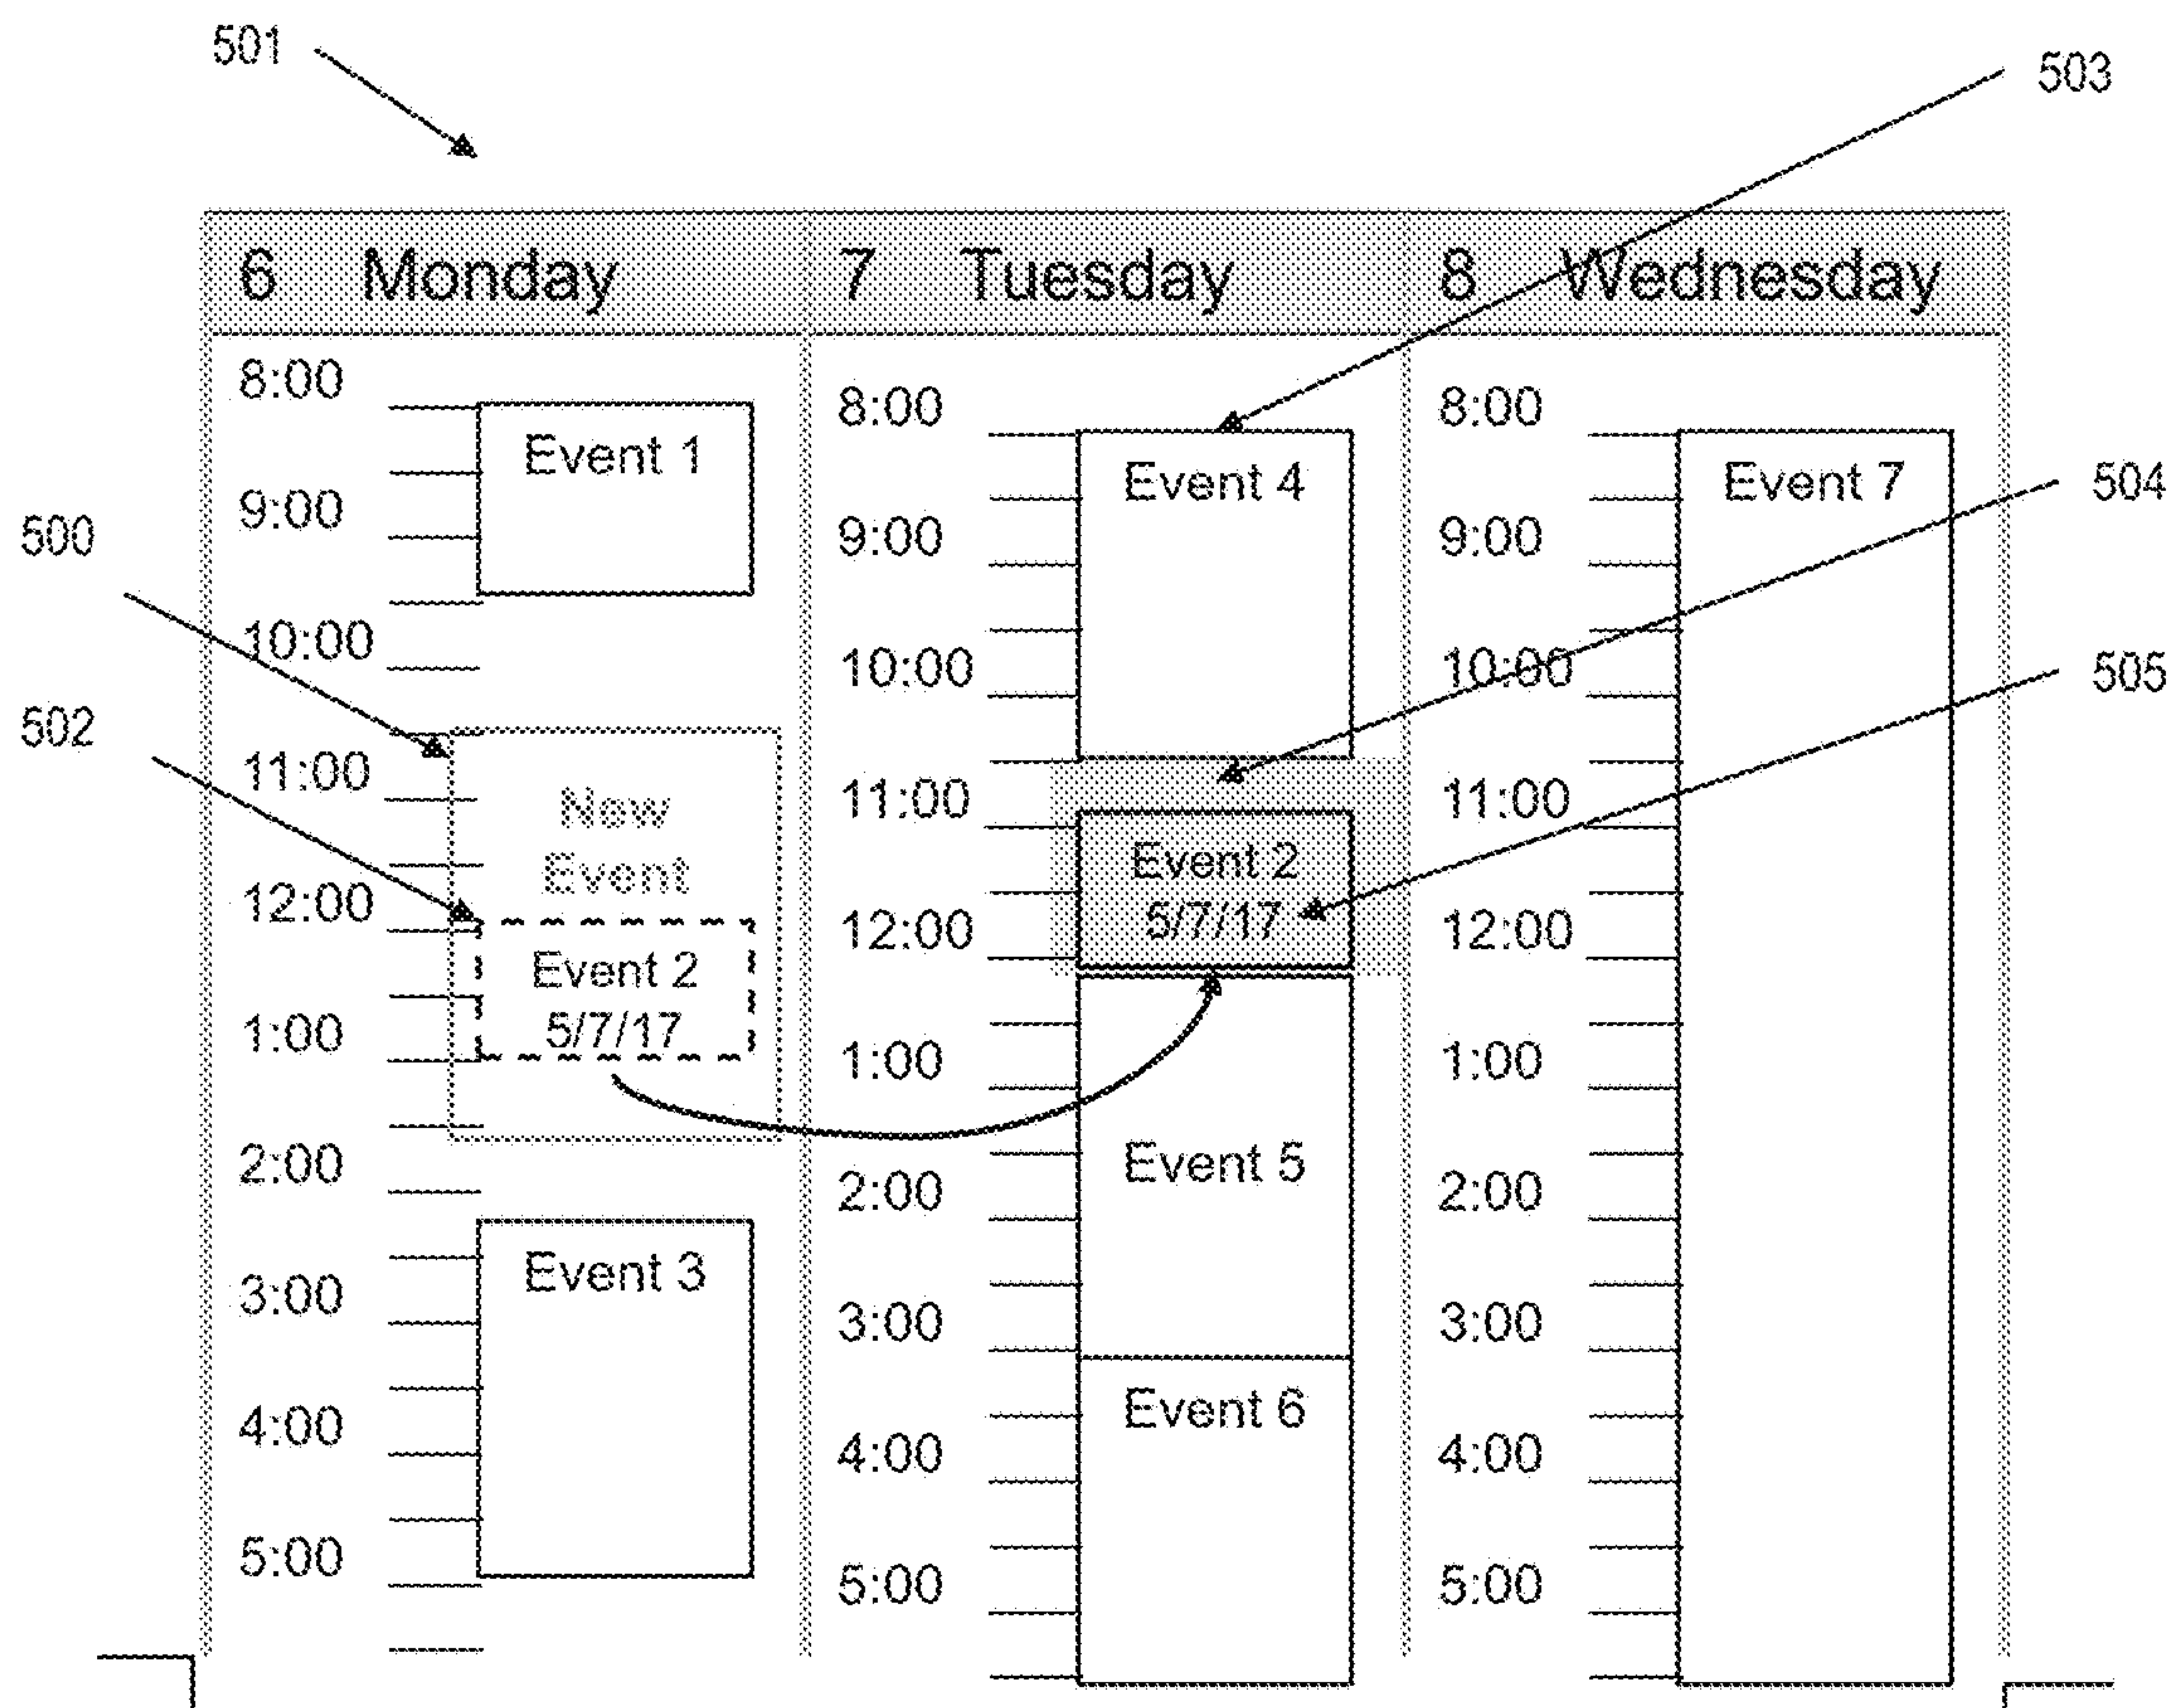 501
503
6 Monday
7 Tuesday
8 Wednesday
500
502
504
505
8:00
9:00
10:00
11:00
12:00
1:00
2:00
3:00
4:00
5:00
Event 1
New
Event
Event 2
5/7/17
Event 3
8:00
9:00
10:00
11:00
12:00
1:00
2:00
3:00
4:00
5:00
Event 4
Event 2
5/7/17
Event 5
Event 6
8:00
9:00
10:00
11:00
12:00
1:00
2:00
3:00
4:00
5:00
Event 7